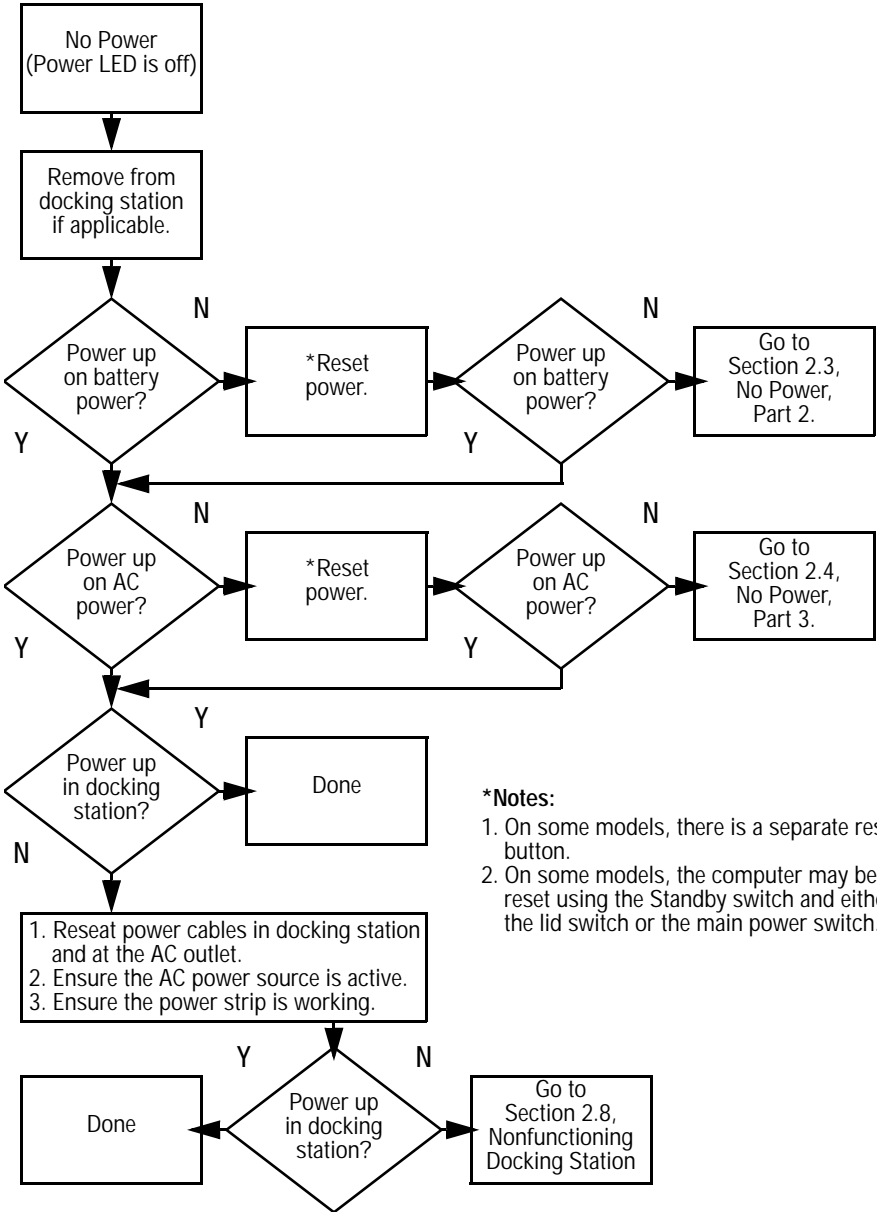 No Power
(Power LED is off)
Remove from
docking station
if applicable.
N
Power up
on battery
power?
Y
*Reset
power.
N
Power up
on battery
power?
Y
Go to
Section 2.3,
No Power,
Part 2.
N
Power up
on AC
power?
Y
*Reset
power.
N
Power up
on AC
power?
Y
Go to
Section 2.4,
No Power,
Part 3.
Y
Power up
in docking
station?
N
Done
*Notes:
1. On some models, there is a separate
button.
2. On some models, the computer may be
reset using the Standby switch and
the lid switch or the main power switch.
1. Reseat power cables in docking station
and at the AC outlet.
2. Ensure the AC power source is active.
3. Ensure the power strip is working.
Done
Y
Power up
in docking
station?
N
Go to
Section 2.8,
Nonfunctioning
Docking Station